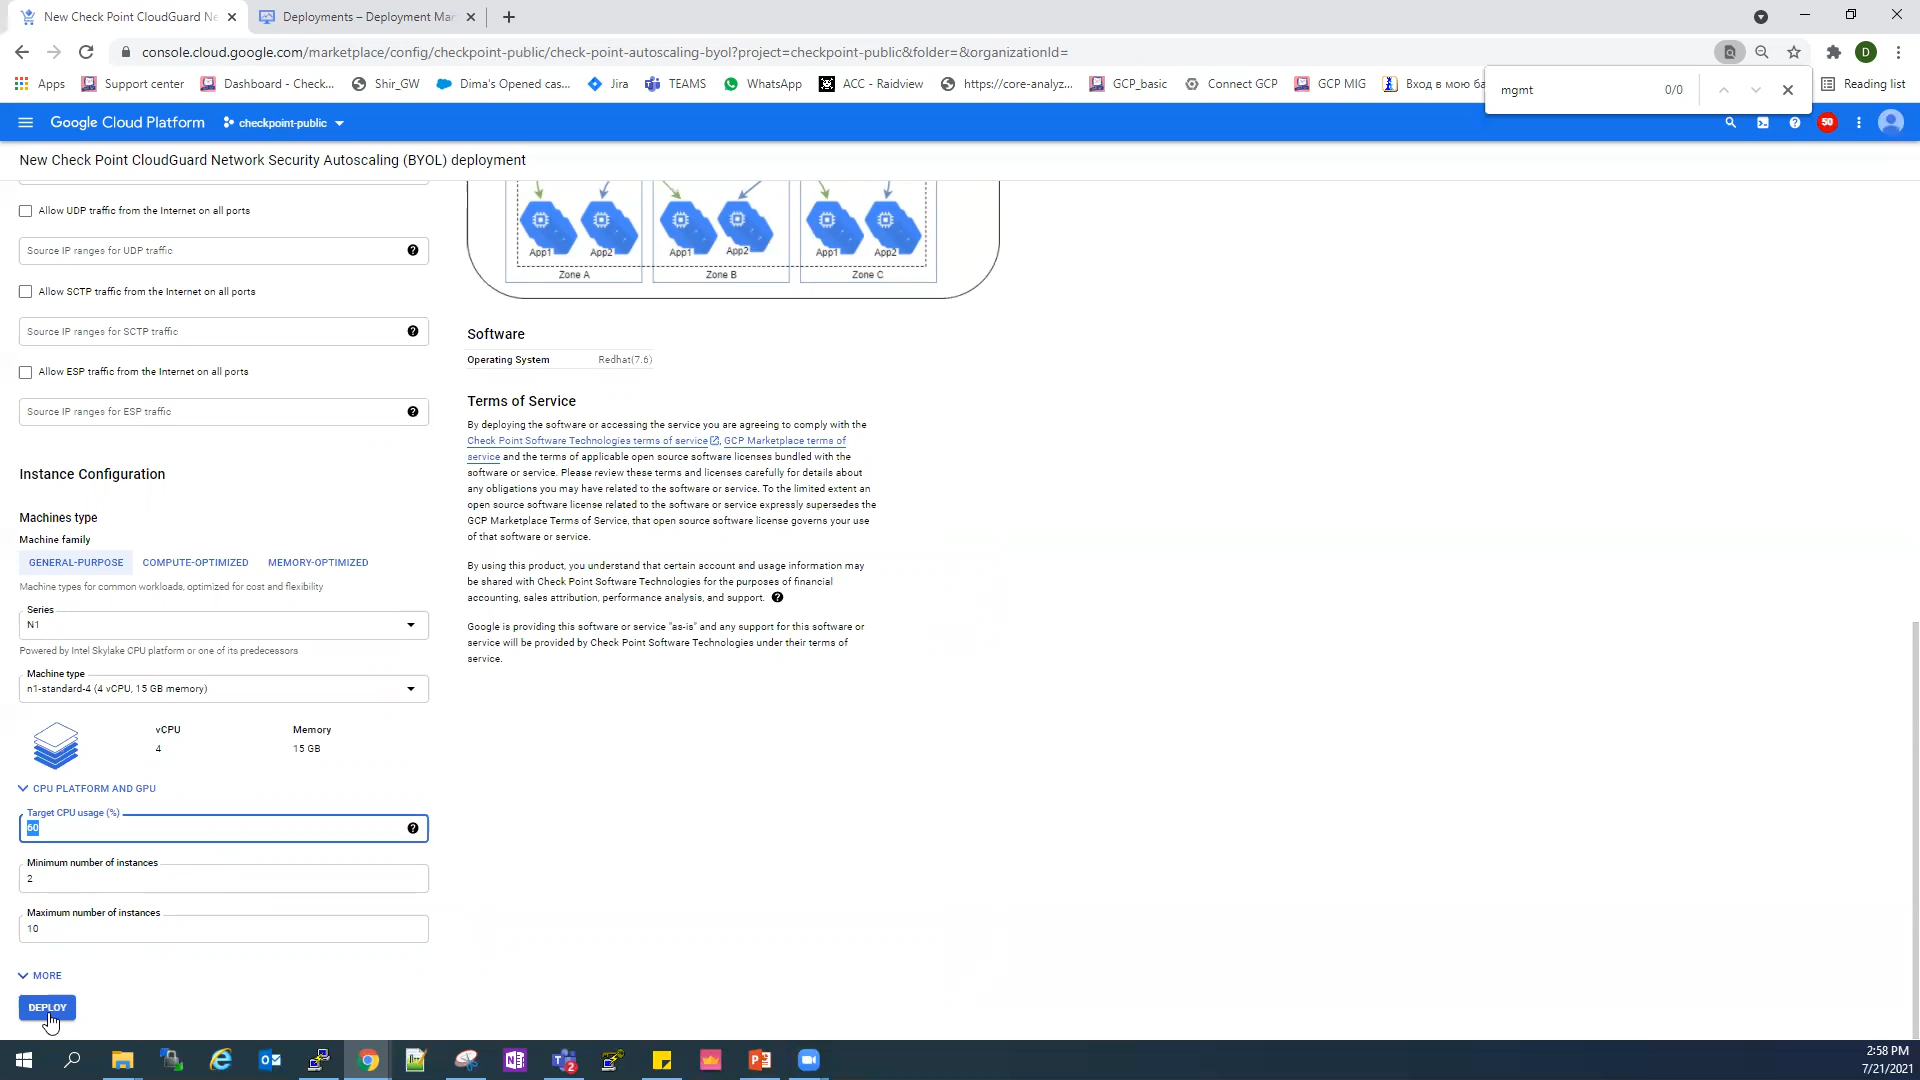 New Check Point CloudGuard Ne
Deployments – Deployment Mar
console.cloud.google.com/marketplace/config/checkpoint-public/check-point-autoscaling-byol?project=checkpoint-public&folder=&organizationId=
D
Apps
Support center
Dashboard - Check...
Shir_GW
Dima's Opened cas...
Jira
TEAMS
WhatsApp
ACC - Raidview
https://core-analyz...
GCP_basic
Connect GCP
GCP MIG
Вход в мою ба
mgmt
0/0
Reading list
Google Cloud Platform
checkpoint-public
50
New Check Point CloudGuard Network Security Autoscaling (BYOL) deployment
Allow UDP traffic from the Internet on all ports
Source IP ranges for UDP traffic
Allow SCTP traffic from the Internet on all ports
Source IP ranges for SCTP traffic
Allow ESP traffic from the Internet on all ports
Source IP ranges for ESP traffic
Instance Configuration
Machines type
Machine family
GENERAL-PURPOSE
COMPUTE-OPTIMIZED
MEMORY-OPTIMIZED
Machine types for common workloads, optimized for cost and flexibility
Series
N1
Powered by Intel Skylake CPU platform or one of its predecessors
Machine type
n1-standard-4 (4 vCPU, 15 GB memory)
vCPU
4
Memory
15 GB
CPU PLATFORM AND GPU
Target CPU usage (%)
60
Minimum number of instances
2
Maximum number of instances
10
MORE
DEPLOY
App1
App2
App1
App2
App1
App2
Zone A
Zone B
Zone C
Software
Operating System
Redhat(7.6)
Terms of Service
By deploying the software or accessing the service you are agreeing to comply with the
Check Point Software Technologies terms of service, GCP Marketplace terms of
service and the terms of applicable open source software licenses bundled with the
software or service. Please review these terms and licenses carefully for details about
any obligations you may have related to the software or service. To the limited extent an
open source software license related to the software or service expressly supersedes the
GCP Marketplace Terms of Service, that open source software license governs your use
of that software or service.
By using this product, you understand that certain account and usage information may
be shared with Check Point Software Technologies for the purposes of financial
accounting, sales attribution, performance analysis, and support.
Google is providing this software or service "as-is" and any support for this software or
service will be provided by Check Point Software Technologies under their terms of
service.
2
2:58 PM
7/21/2021